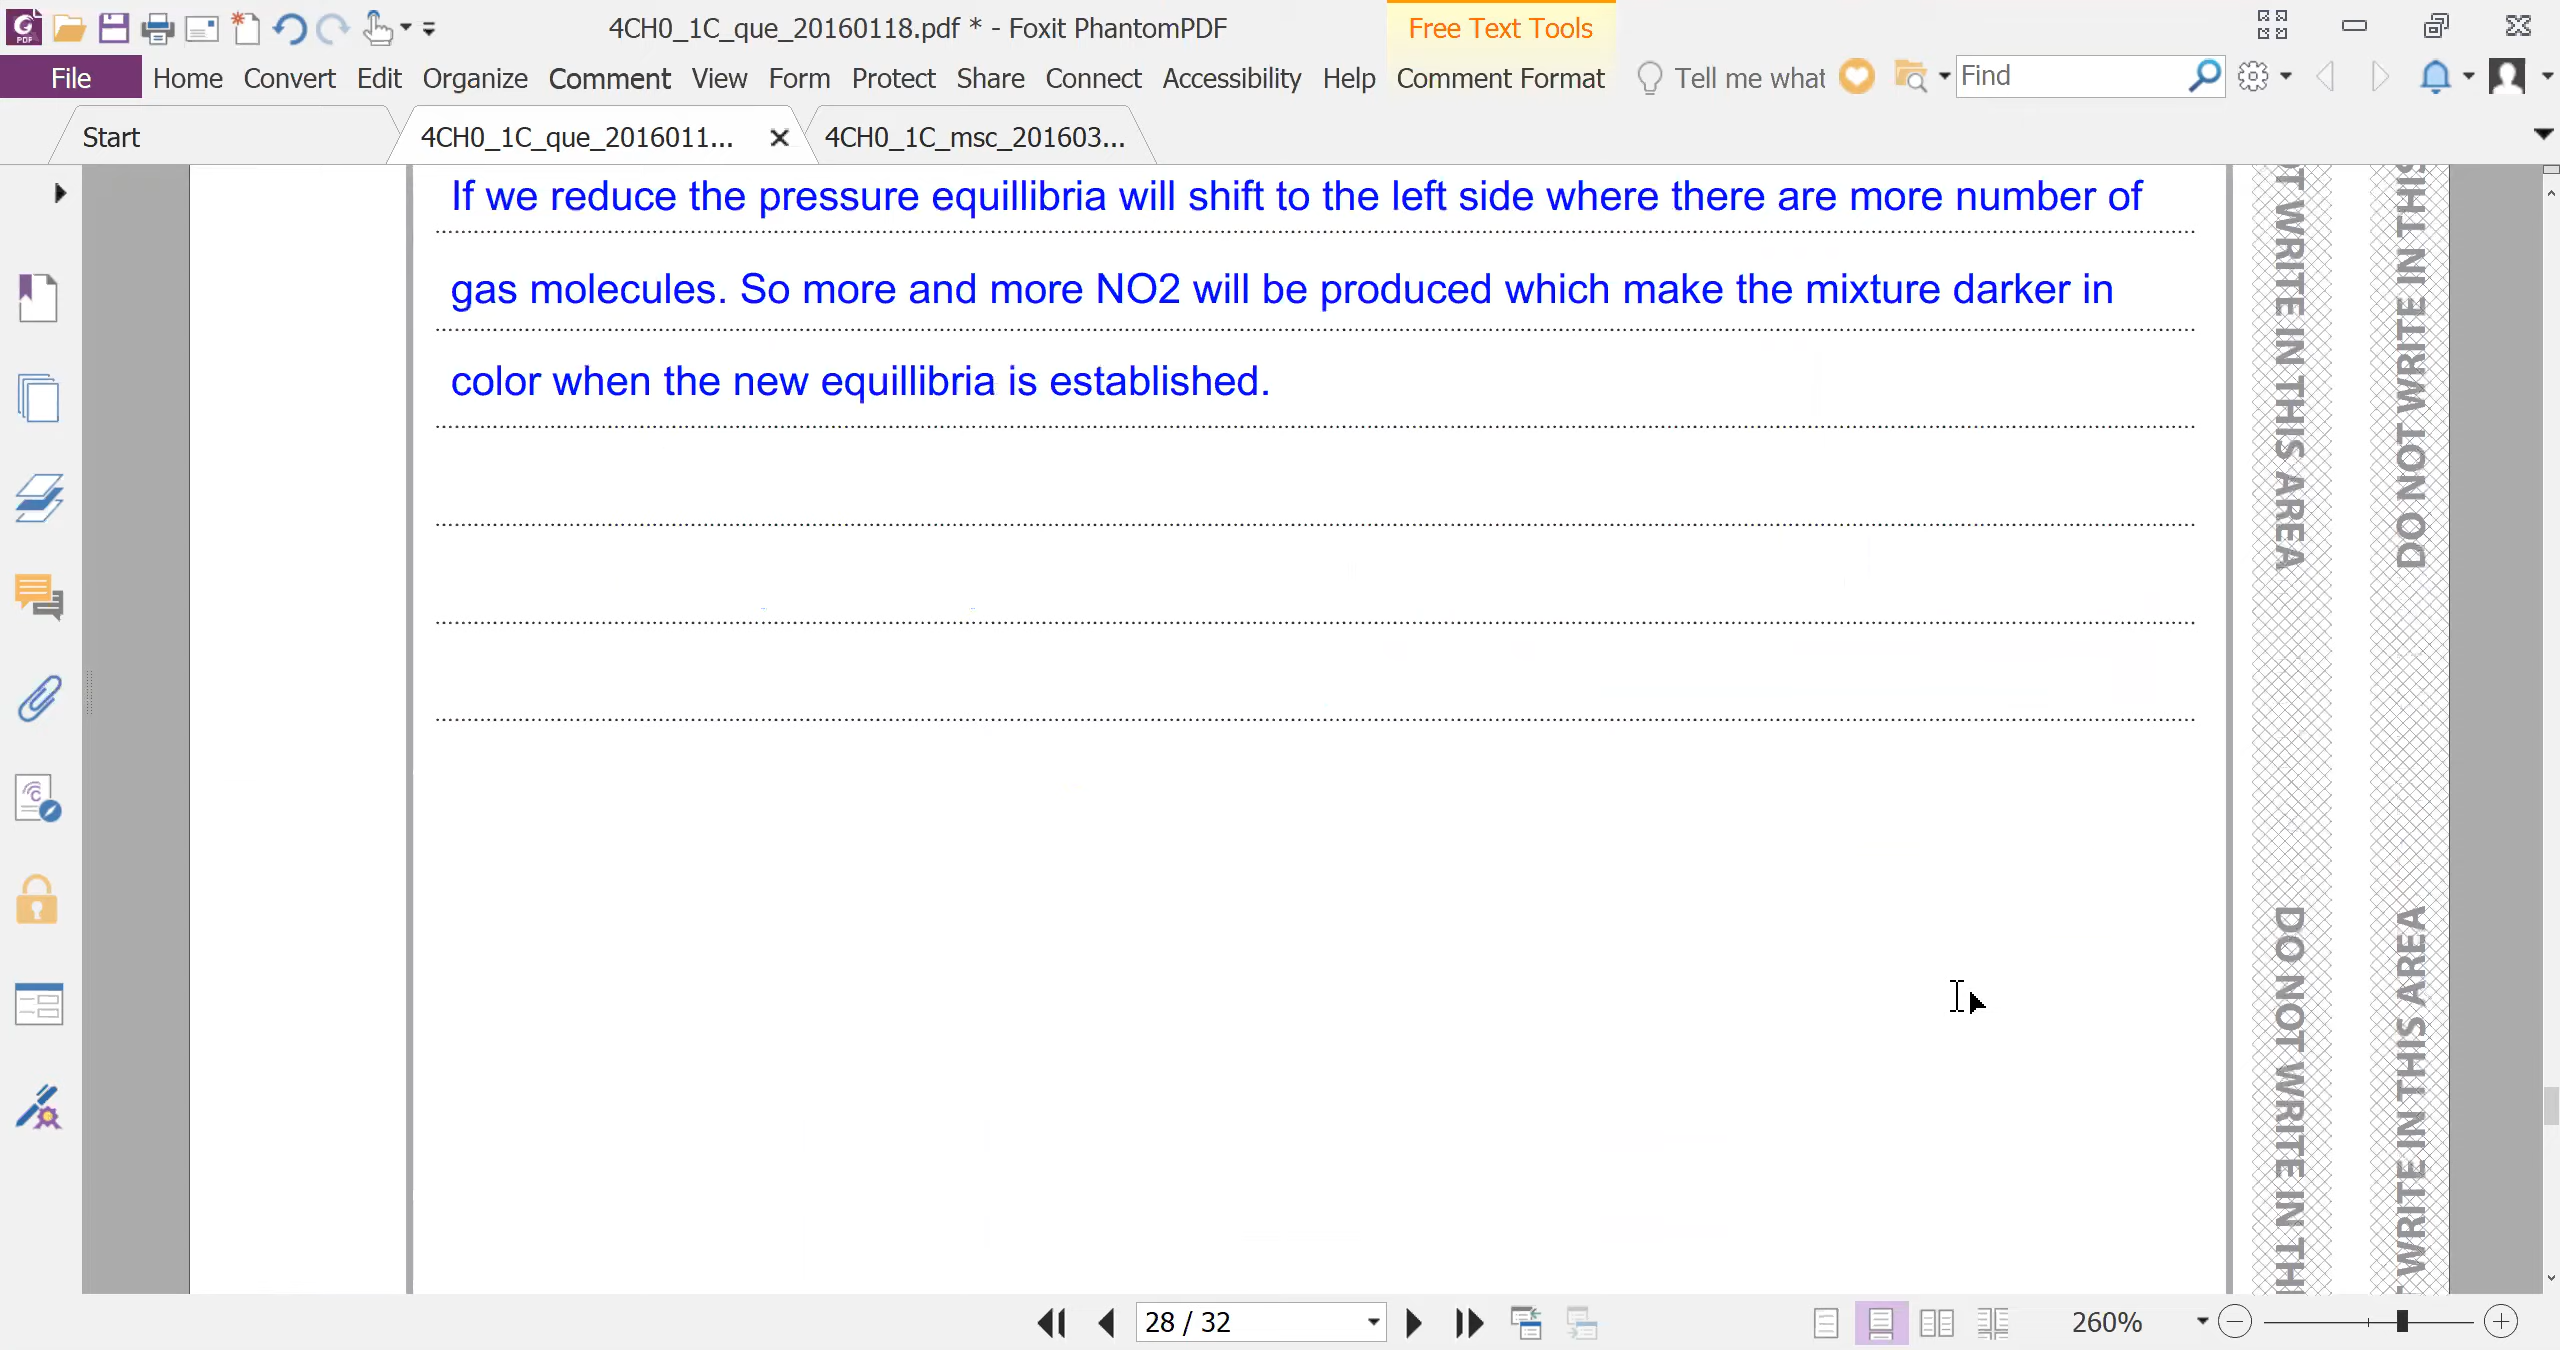 4CH0_1C_que_20160118.pdf * - Foxit PhantomPDF
Free Text Tools
File Home Convert Edit Organize Comment View Form Protect Share Connect Accessibility Help Comment Format Tell me what Find
Start
4CH0_1C_que_2016011...
4CH0_1C_msc_201603...
If we reduce the pressure equillibria will shift to the left side where there are more number of
gas molecules. So more and more NO2 will be produced which make the mixture darker in
color when the new equillibria is established.
OT WRITE IN THIS AREA
DO NOT WRITE IN THIS
DO NOT WRITE IN TH
WRITE IN THIS AREA
28 / 32
260%